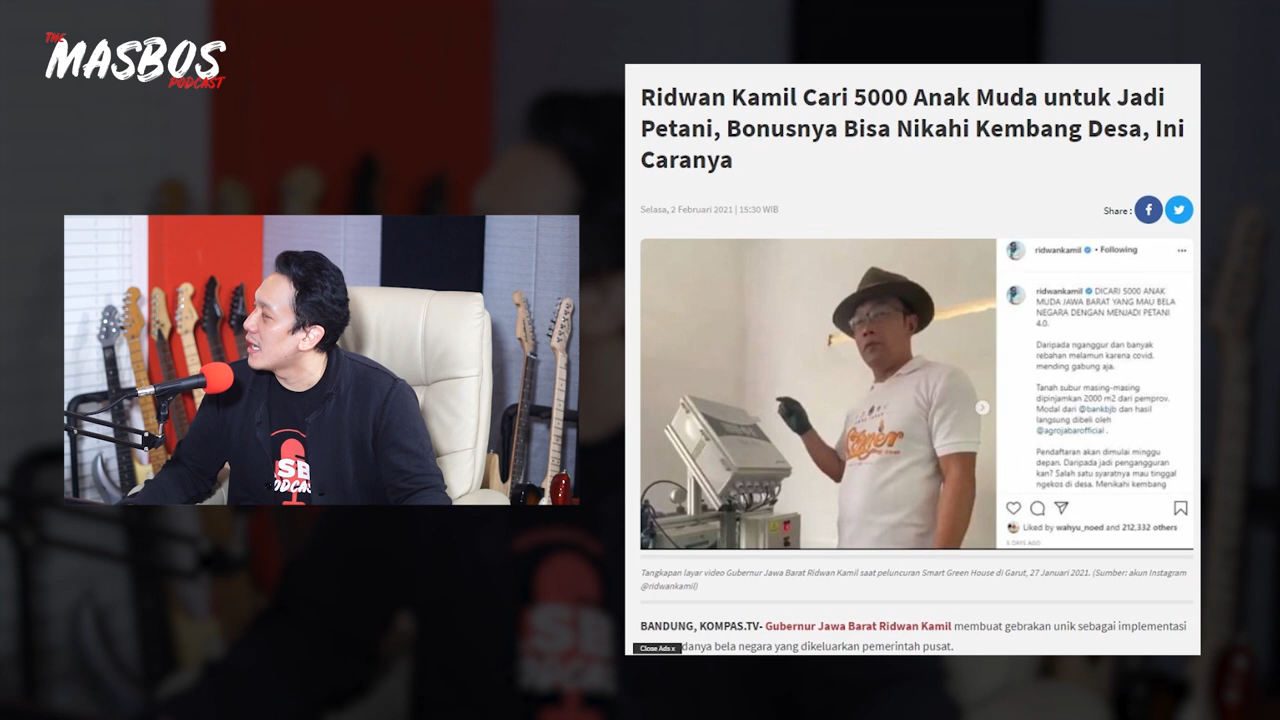 THE
MASBOS
PODCAST
Ridwan Kamil Cari 5000 Anak Muda untuk Jadi
Petani, Bonusnya Bisa Nikahi Kembang Desa, Ini
Caranya
Selasa, 2 Februari 2021 | 15:30 WIB
Share :
ridwankamil • Following
ridwankamil DICARI 5000 ANAK
MUDA JAWA BARAT YANG MAU BELA
NEGARA DENGAN MENJADI PETANI
4.0.
Daripada nganggur dan banyak
rebahan melamun karena covid.
mending gabung aja.
Tanah subur masing-masing
dipinjamkan 2000 m2 dari pemprov.
Modal dari @bankbjb dan hasil
langsung dibeli oleh
@agrojabarofficial .
Pendaftaran akan dimulai minggu
depan. Daripada jadi pengangguran
kan? Salah satu syaratnya mau tinggal
ngekos di desa. Menikahi kembang
Liked by wahyu_noed and 212,332 others
5 DAYS AGO
Tangkapan layar video Gubernur Jawa Barat Ridwan Kamil saat peluncuran Smart Green House di Garut, 27 Januari 2021. (Sumber: akun Instagram
@ridwankamil)
BANDUNG, KOMPAS.TV- Gubernur Jawa Barat Ridwan Kamil membuat gebrakan unik sebagai implementasi
Close Ads x
danya bela negara yang dikeluarkan pemerintah pusat.
SB
PODCAS